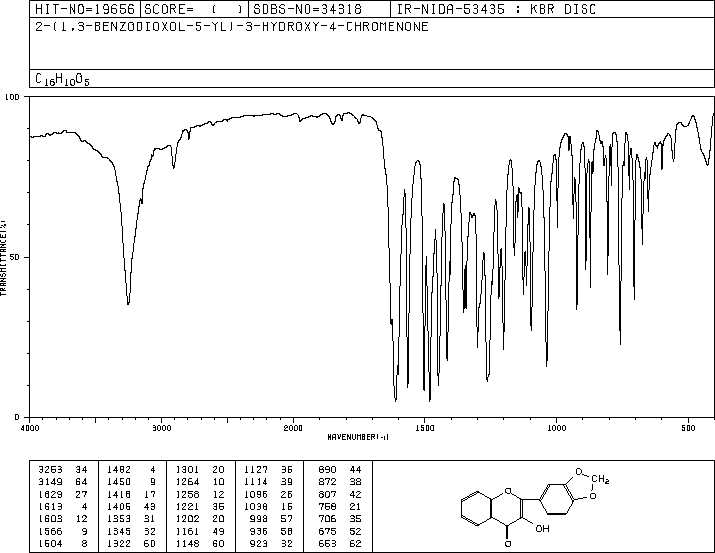 HIT-NO=19656 SCORE= ( ) SDBS-NO=34318 IR-NIDA-53435 : KBR DISC
2-(1,3-BENZODIOXOL-5-YL)-3-HYDROXY-4-CHROMENONE
C16H10O5
100
50
0
TRANSMITTANCE(%)
4000 3000 2000 1500 1000 500
WAVENUMBER(-1)
3253 34 1482 4 1301 20 1127 36 890 44
3149 64 1450 9 1264 10 1114 39 872 38
1629 27 1418 17 1258 12 1096 26 807 42
1613 4 1406 43 1221 36 1038 16 758 21
1603 12 1353 31 1202 20 998 57 706 35
1566 9 1345 32 1161 49 936 58 675 52
1504 8 1322 60 1148 60 923 32 653 62
O
CH2
O
O
OH
O